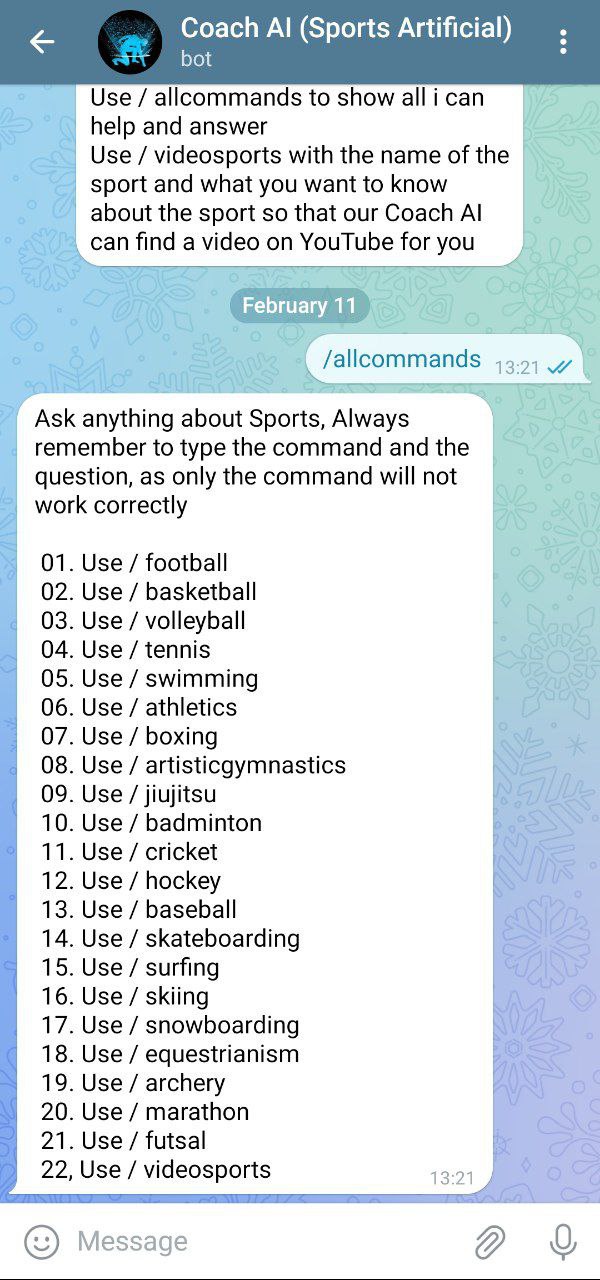 Coach AI (Sports Artificial)
bot
Use / allcommands to show all i can
help and answer
Use / videosports with the name of the
sport and what you want to know
about the sport so that our Coach AI
can find a video on YouTube for you
February 11
/allcommands 13:21
Ask anything about Sports, Always
remember to type the command and the
question, as only the command will not
work correctly
01. Use / football
02. Use / basketball
03. Use / volleyball
04. Use / tennis
05. Use / swimming
06. Use / athletics
07. Use / boxing
08. Use / artisticgymnastics
09. Use / jiujitsu
10. Use / badminton
11. Use / cricket
12. Use / hockey
13. Use / baseball
14. Use / skateboarding
15. Use / surfing
16. Use / skiing
17. Use / snowboarding
18. Use / equestrianism
19. Use / archery
20. Use / marathon
21. Use / futsal
22, Use / videosports 13:21
Message